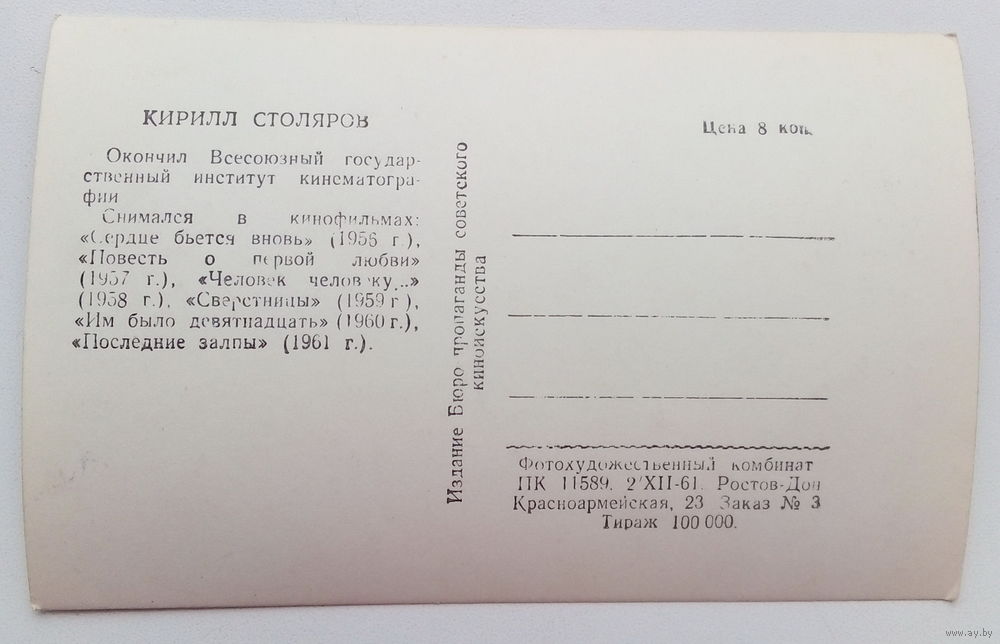 КИРИЛЛ СТОЛЯРОВ
Окончил Всесоюзный государ-
ственный институт кинематогра-
фии
Снимался в кинофильмах:
«Сердце бьется вновь» (1956 г.),
«Повесть о первой любви»
(1957 г.), «Человек человеку...»
(1958 г.), «Сверстницы» (1959 г.),
«Им было девятнадцать» (1960 г.),
«Последние залпы» (1961 г.).
Издание Бюро пропаганды советского
киноискусства
Цена 8 коп.
Фотохудожественный комбинат
ПК 11589. 2/XII-61. Ростов-Дон
Красноармейская, 23 Заказ № 3
Тираж 100 000.
www.ay.by